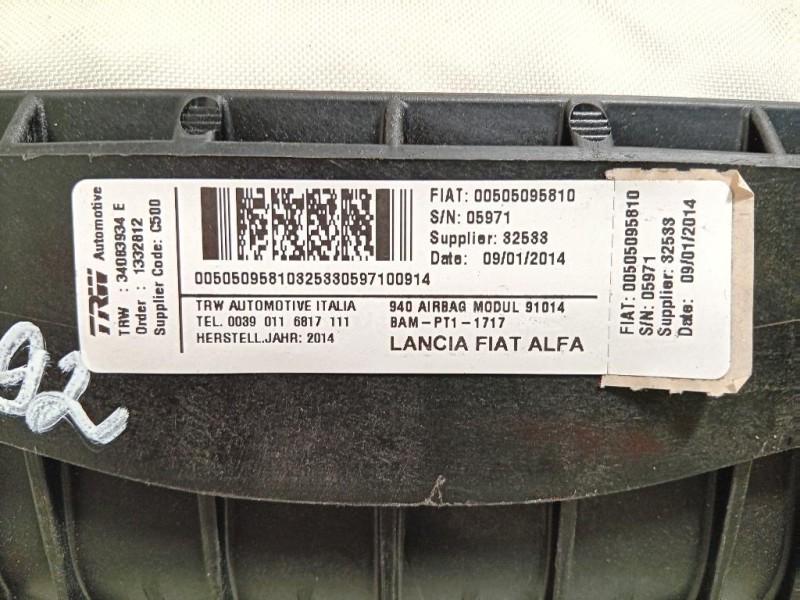 TRW Automotive
TRW : 34083934 E
Order : 1332812
Supplier Code: C500
FIAT: 00505095810
S/N: 05971
Supplier: 32533
Date: 09/01/2014
00505095810325330597100914
TRW AUTOMOTIVE ITALIA
TEL. 0039 011 6817 111
HERSTELL.JAHR: 2014
940 AIRBAG MODUL 91014
BAM-PT1-1717
LANCIA FIAT ALFA
FIAT: 00505095810
S/N: 05971
Supplier: 32533
Date: 09/01/2014
92